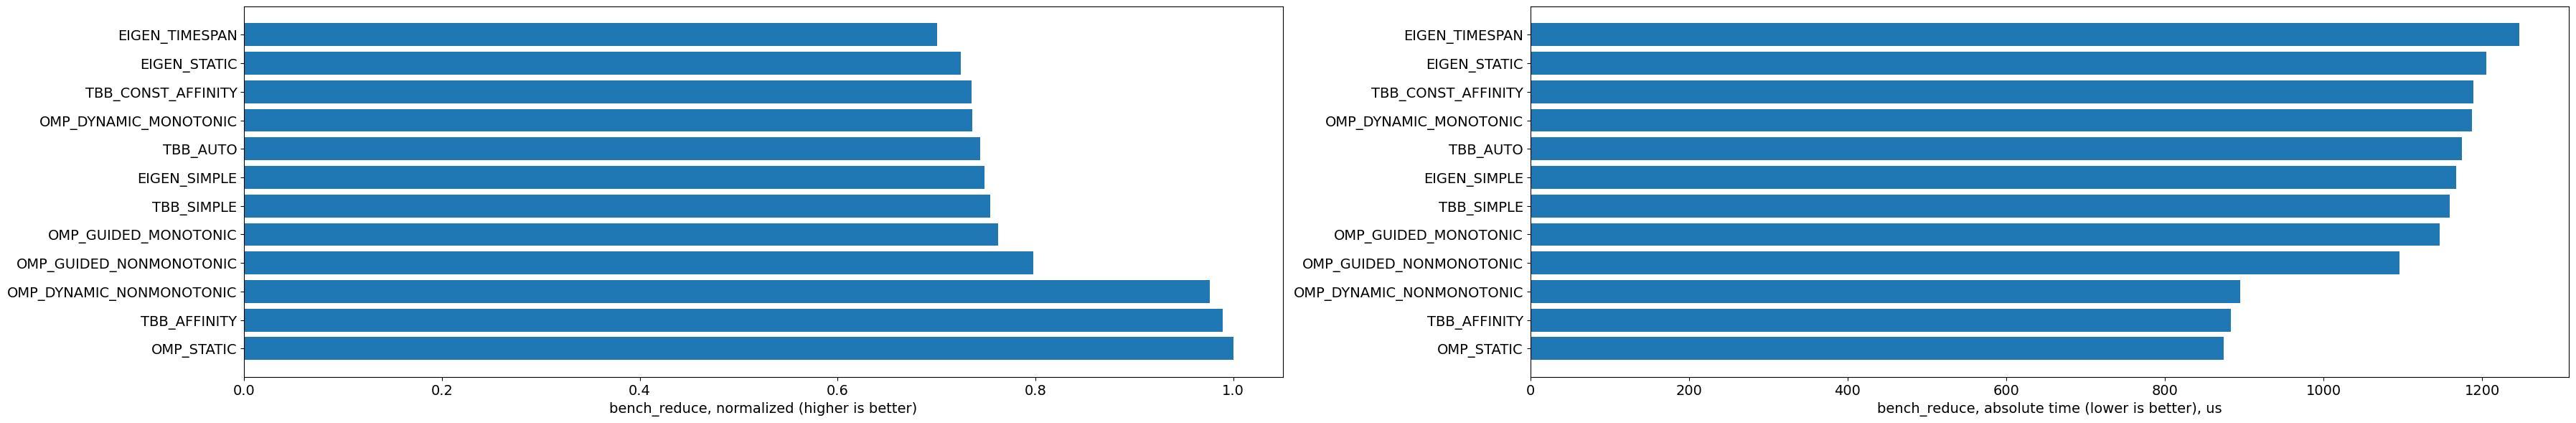 EIGEN_TIMESPAN
EIGEN_STATIC
TBB_CONST_AFFINITY
OMP_DYNAMIC_MONOTONIC
TBB_AUTO
EIGEN_SIMPLE
TBB_SIMPLE
OMP_GUIDED_MONOTONIC
OMP_GUIDED_NONMONOTONIC
OMP_DYNAMIC_NONMONOTONIC
TBB_AFFINITY
OMP_STATIC
0.0 0.2 0.4 0.6 0.8 1.0
bench_reduce, normalized (higher is better)
EIGEN_TIMESPAN
EIGEN_STATIC
TBB_CONST_AFFINITY
OMP_DYNAMIC_MONOTONIC
TBB_AUTO
EIGEN_SIMPLE
TBB_SIMPLE
OMP_GUIDED_MONOTONIC
OMP_GUIDED_NONMONOTONIC
OMP_DYNAMIC_NONMONOTONIC
TBB_AFFINITY
OMP_STATIC
0 200 400 600 800 1000 1200
bench_reduce, absolute time (lower is better), us